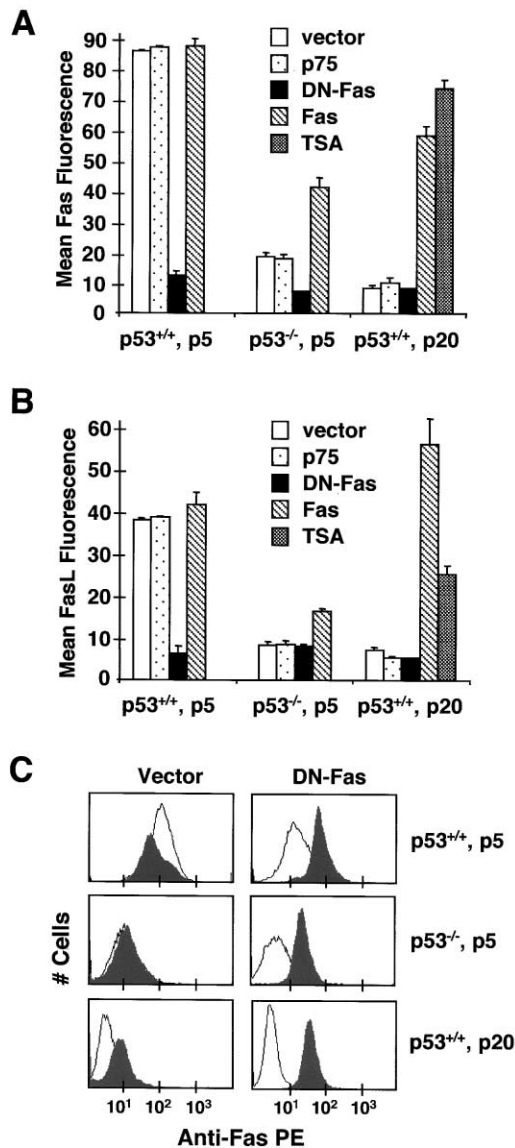 A
Mean Fas Fluorescence
90
80
70
60
50
40
30
20
10
0
vector
p75
DN-Fas
Fas
TSA
p53+/+, p5
p53-/-, p5
p53+/+, p20
B
Mean FasL Fluorescence
60
50
40
30
20
10
0
vector
p75
DN-Fas
Fas
TSA
p53+/+, p5
p53-/-, p5
p53+/+, p20
C
Vector
DN-Fas
# Cells
p53+/+, p5
p53-/-, p5
p53+/+, p20
10¹ 10² 10³
10¹ 10² 10³
Anti-Fas PE